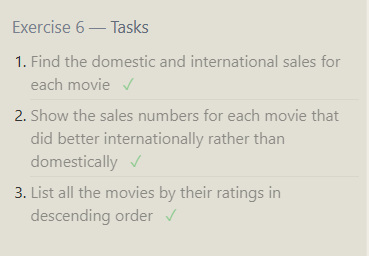 Exercise 6 — Tasks
1. Find the domestic and international sales for
each movie ✓
2. Show the sales numbers for each movie that
did better internationally rather than
domestically ✓
3. List all the movies by their ratings in
descending order ✓